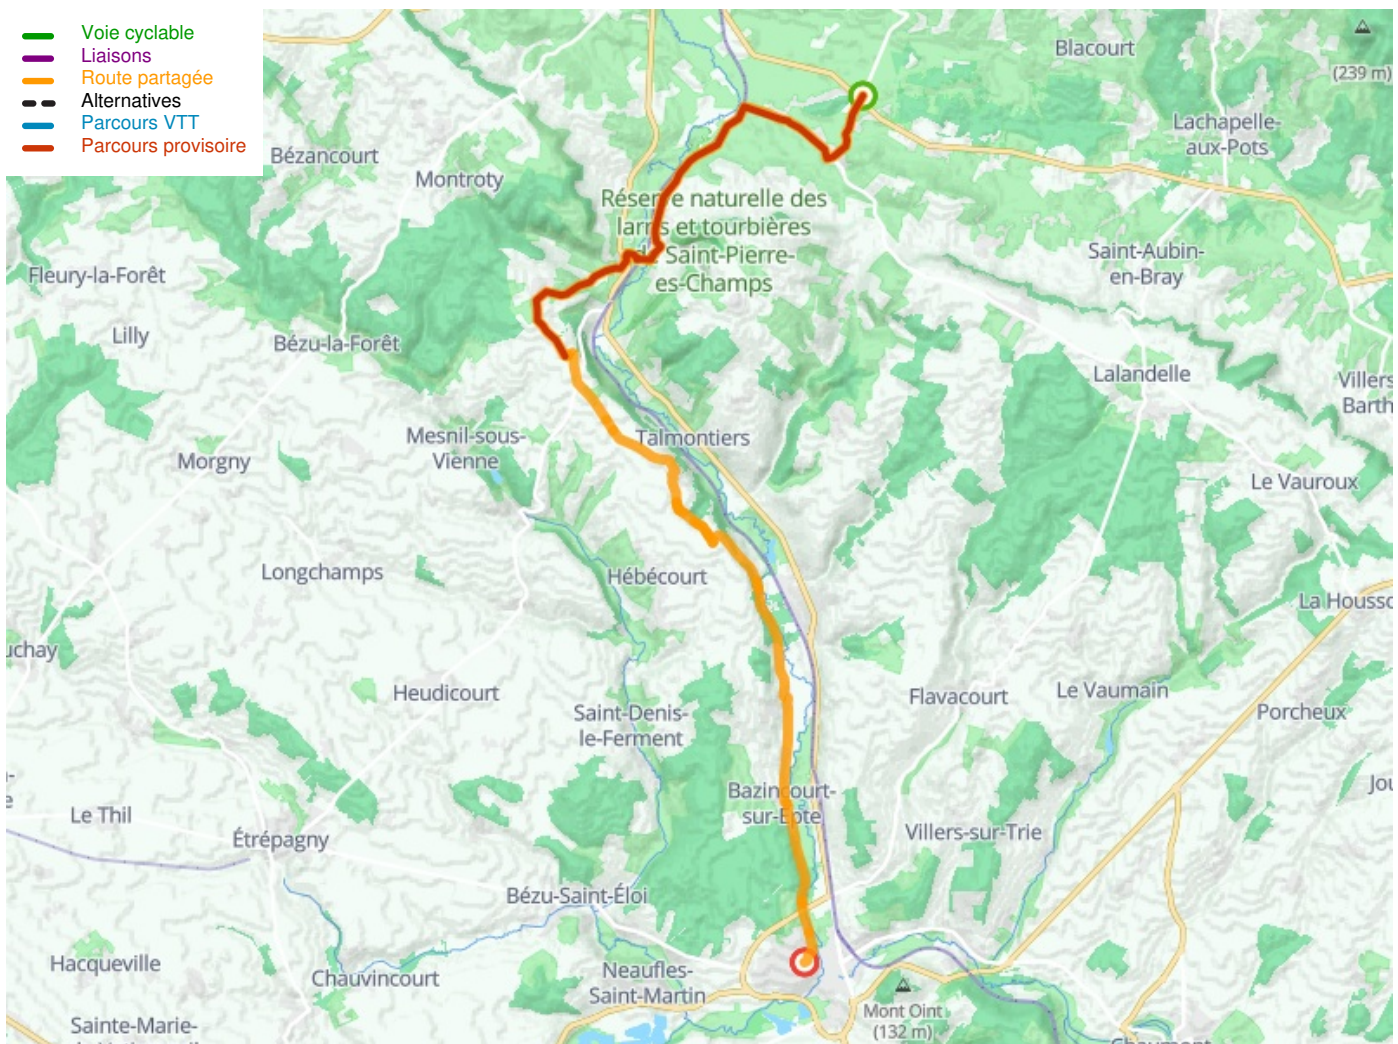 Voie cyclable
Liaisons
Route partagée
Alternatives
Parcours VTT
Parcours provisoire
Blacourt
(239 m)
Lachapelle-
aux-Pots
Bézancourt
Montroty
Réserve naturelle des
larris et tourbières
de Saint-Pierre-
es-Champs
Saint-Aubin-
en-Bray
Fleury-la-Forêt
Lilly
Bézu-la-Forêt
Lalandelle
Villers
Barth
Mesnil-sous-
Vienne
Talmontiers
Morgny
Le Vauroux
Longchamps
Hébécourt
La Housso
uchay
Heudicourt
Flavacourt
Le Vaumain
Saint-Denis-
le-Ferment
Porcheux
Bazincourt-
sur-Epte
Jou
Le Thil
Étrépagny
Villers-sur-Trie
Bézu-Saint-Éloi
Hacqueville
Chauvincourt
Neaufles-
Saint-Martin
Mont Oint
(132 m)
Sainte-Marie-
Chaumont